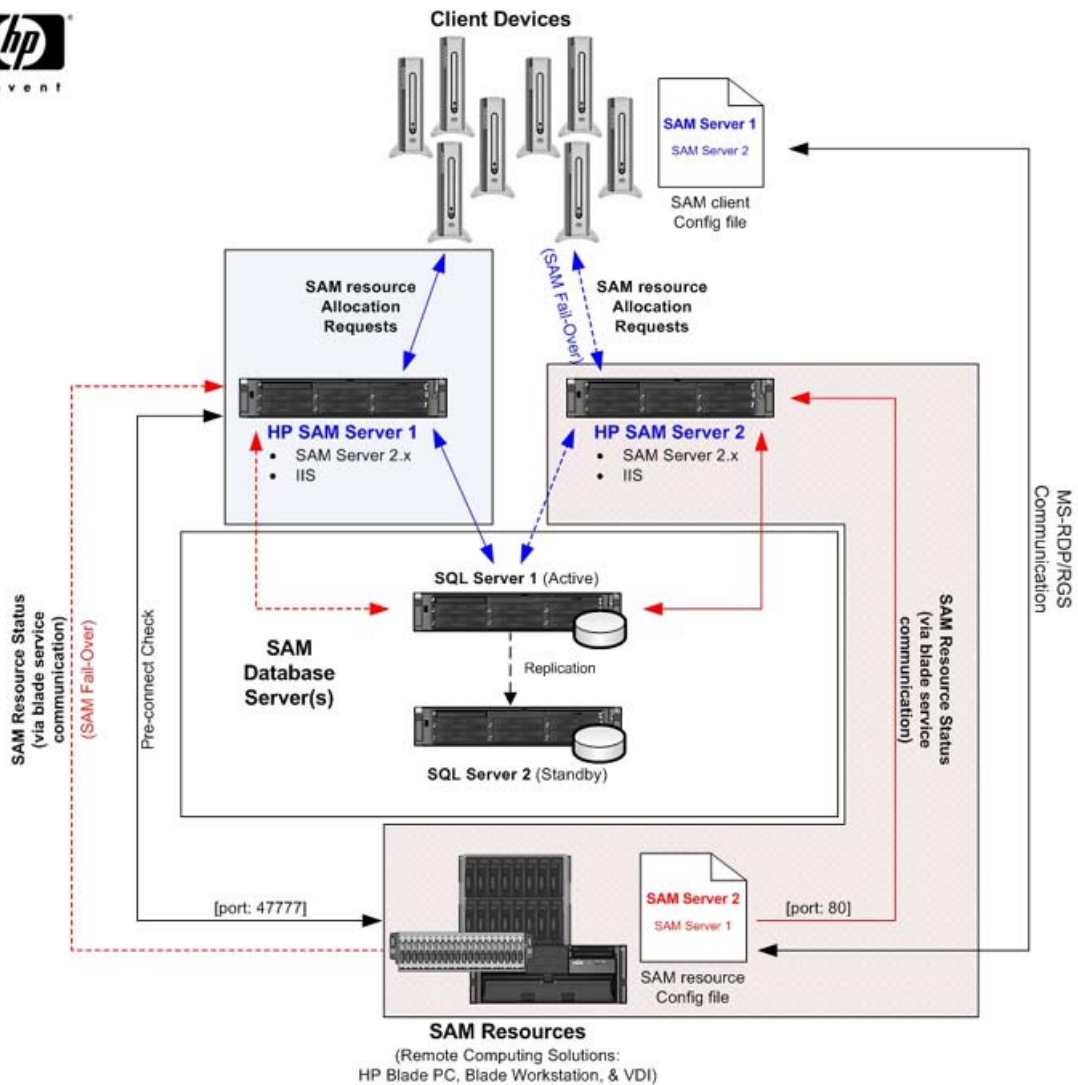 hp
invent
Client Devices
SAM Server 1
SAM Server 2
SAM client
Config file
SAM resource
Allocation
Requests
(SAM Fail-Over)
SAM resource
Allocation
Requests
HP SAM Server 1
• SAM Server 2.x
• IIS
HP SAM Server 2
• SAM Server 2.x
• IIS
MS-RDP/RGS
Communication
SQL Server 1 (Active)
SAM
Database
Server(s)
Replication
SQL Server 2 (Standby)
SAM Resource Status
(via blade service
communication)
(SAM Fail-Over)
Pre-connect Check
SAM Resource Status
(via blade service
communication)
[port: 47777]
SAM Server 2
SAM Server 1
[port: 80]
SAM resource
Config file
SAM Resources
(Remote Computing Solutions:
HP Blade PC, Blade Workstation, & VDI)